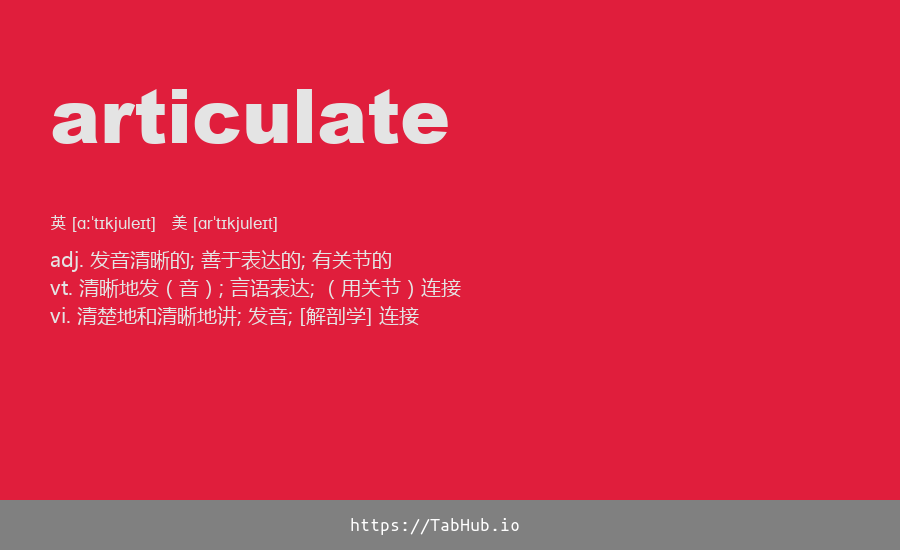 articulate
英 [ɑːˈtɪkjuleɪt] 美 [ɑrˈtɪkjuleɪt]
adj. 发音清晰的; 善于表达的; 有关节的
vt. 清晰地发（音）; 言语表达; （用关节）连接
vi. 清楚地和清晰地讲; 发音; [解剖学] 连接
https://TabHub.io